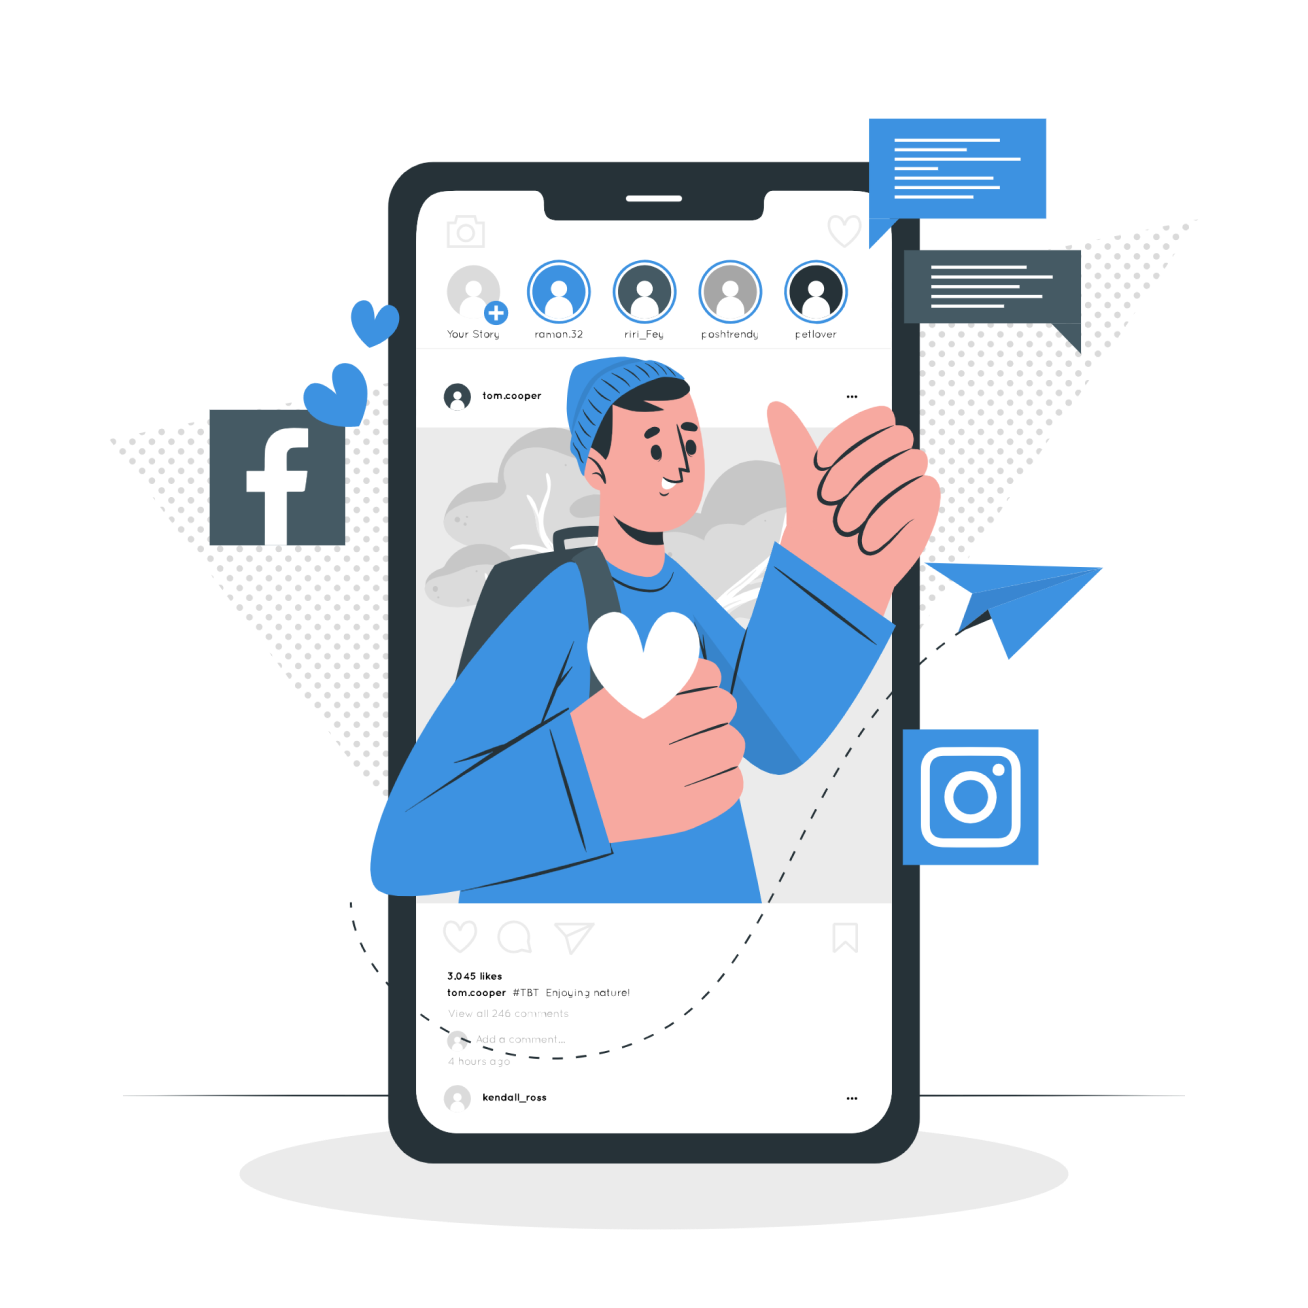 Your Story
ramon.32
riri_Fey
poshtrendy
petlover
tom.cooper
3.045 likes
tom.cooper #TBT Enjoying nature!
View all 246 comments
Add a comment...
4 hours ago
kendall_ross